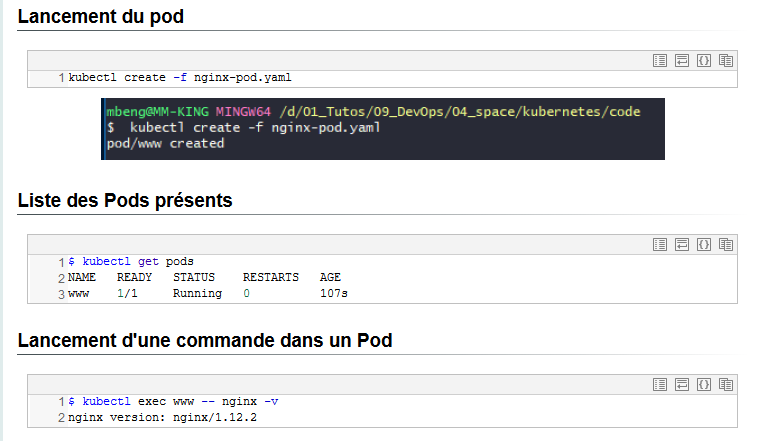 Lancement du pod
1 kubectl create -f nginx-pod.yaml
mbeng@MM-KING MINGW64 /d/01_Tutos/09_DevOps/04_space/kubernetes/code
$  kubectl create -f nginx-pod.yaml
pod/www created
Liste des Pods présents
1 $ kubectl get pods
2 NAME   READY   STATUS    RESTARTS   AGE
3 www    1/1     Running   0          107s
Lancement d'une commande dans un Pod
1 $ kubectl exec www -- nginx -v
2 nginx version: nginx/1.12.2